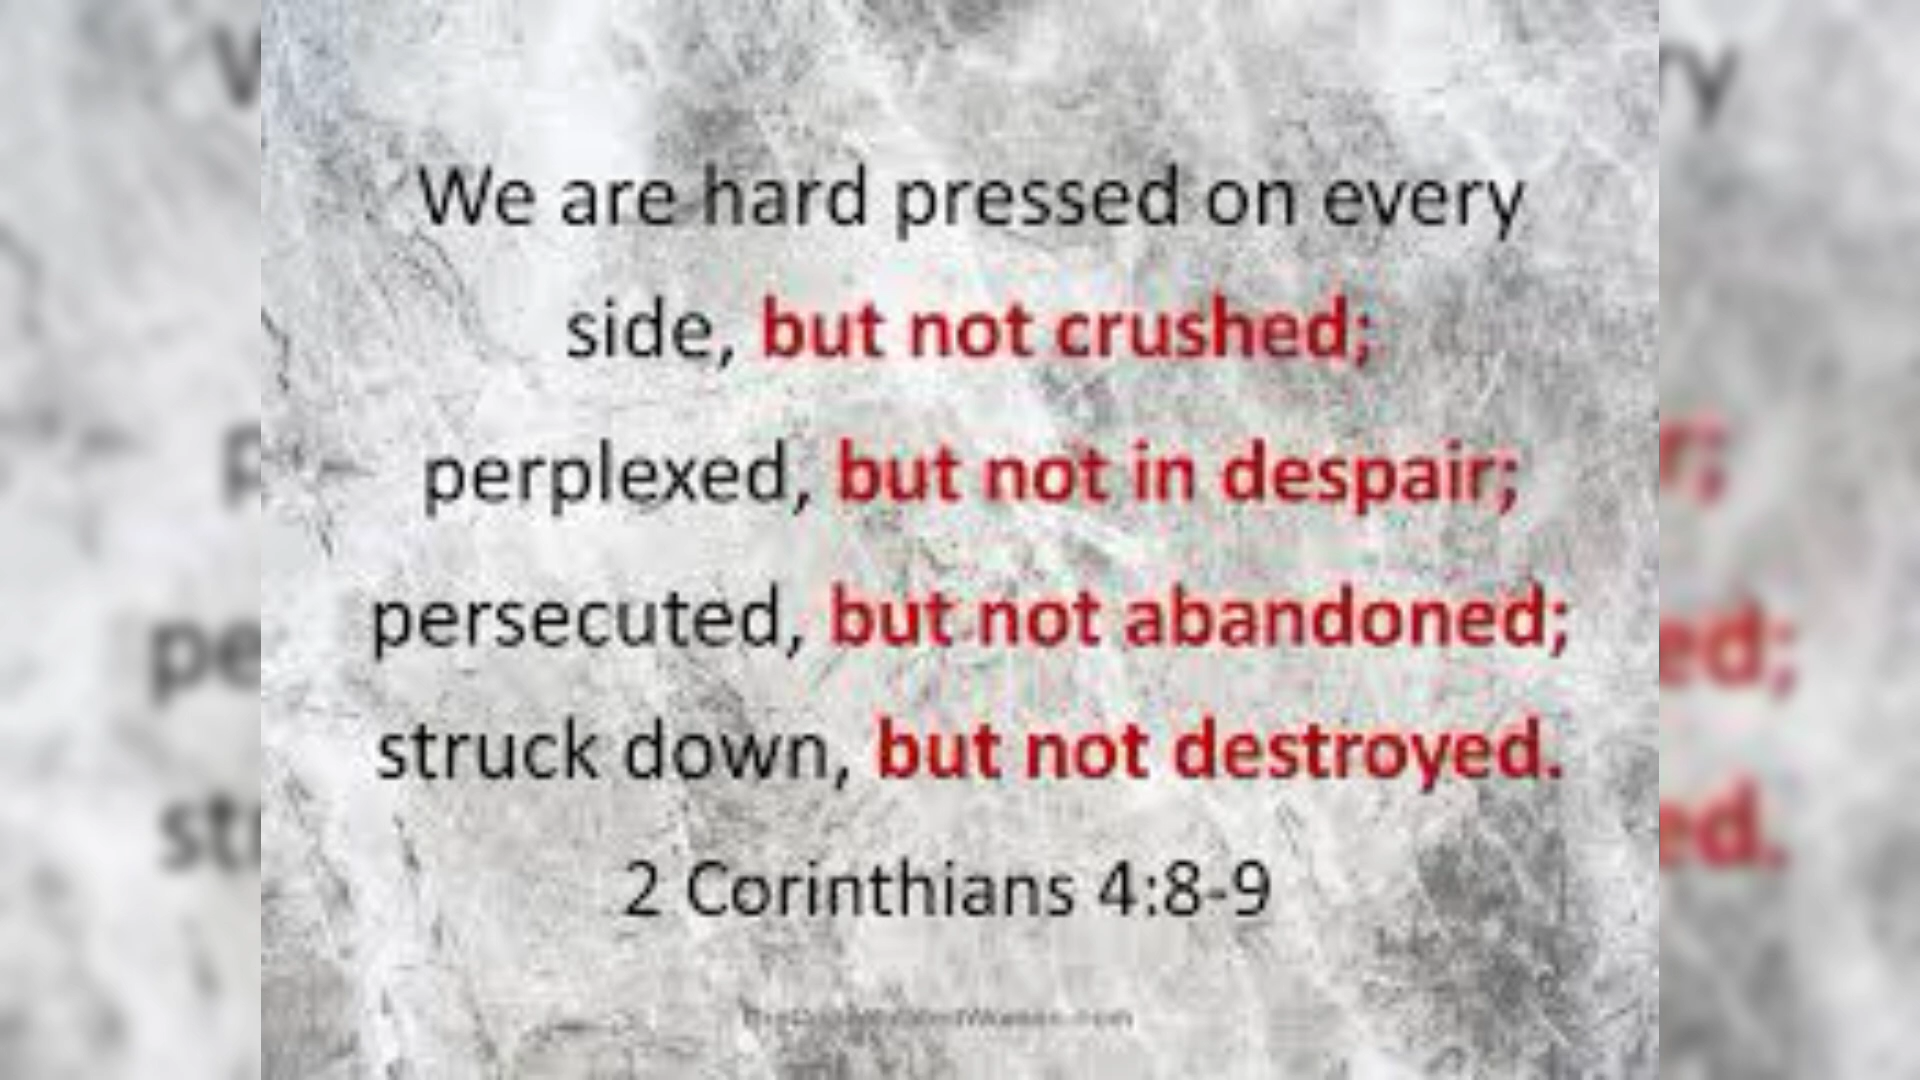 We are hard pressed on every
side, but not crushed;
perplexed, but not in despair;
persecuted, but not abandoned;
struck down, but not destroyed.
2 Corinthians 4:8-9